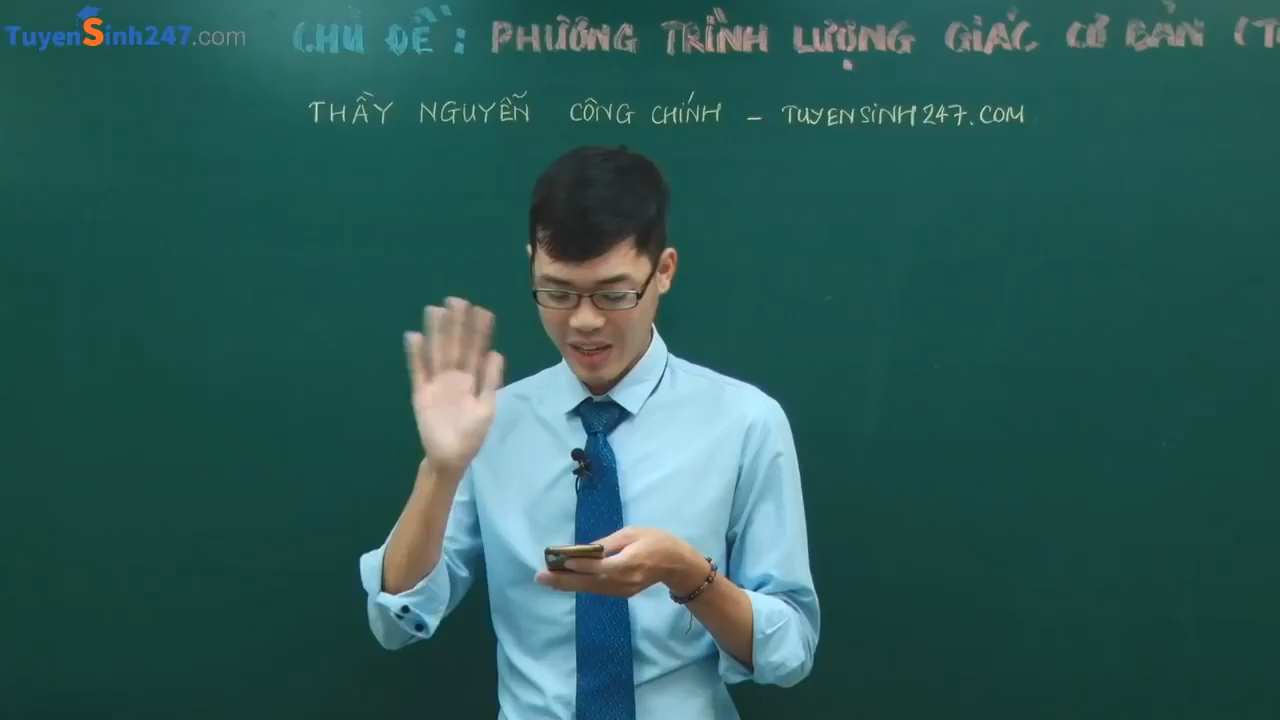 TuyenSinh247.com
CHỦ ĐỀ : PHƯƠNG TRÌNH LƯỢNG GIÁC CƠ BẢN (T
THẦY NGUYỄN CÔNG CHÍNH – TUYENSINH247.COM